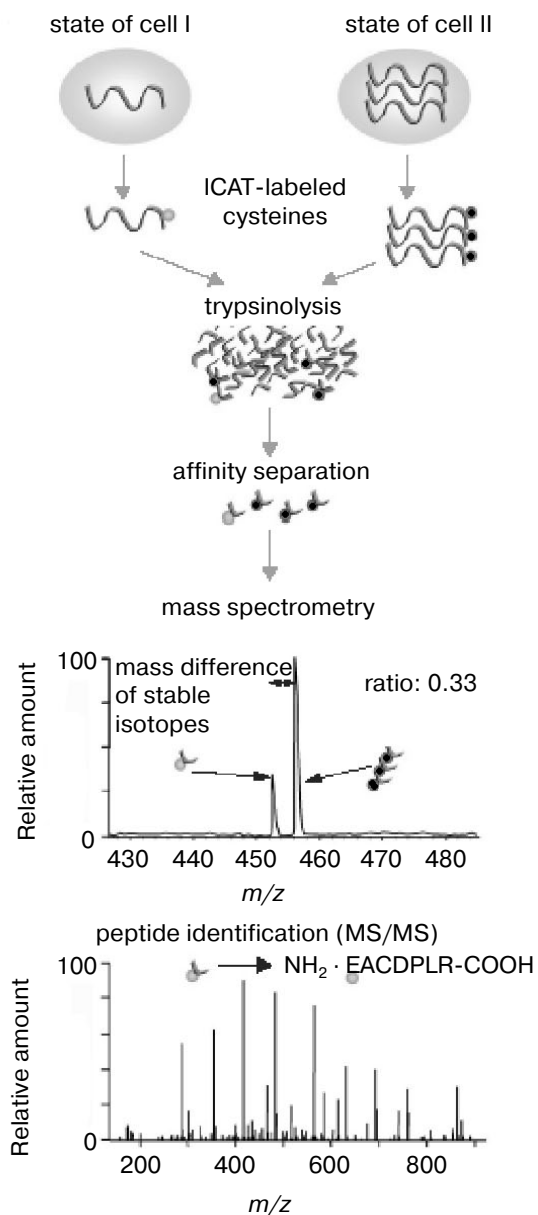 state of cell I
state of cell II
ICAT-labeled
cysteines
trypsinolysis
affinity separation
mass spectrometry
100
mass difference
of stable
isotopes
ratio: 0.33
Relative amount
0
430 440 450 460 470 480
m/z
peptide identification (MS/MS)
100
NH₂ · EACDPLR-COOH
Relative amount
0
200 400 600 800
m/z